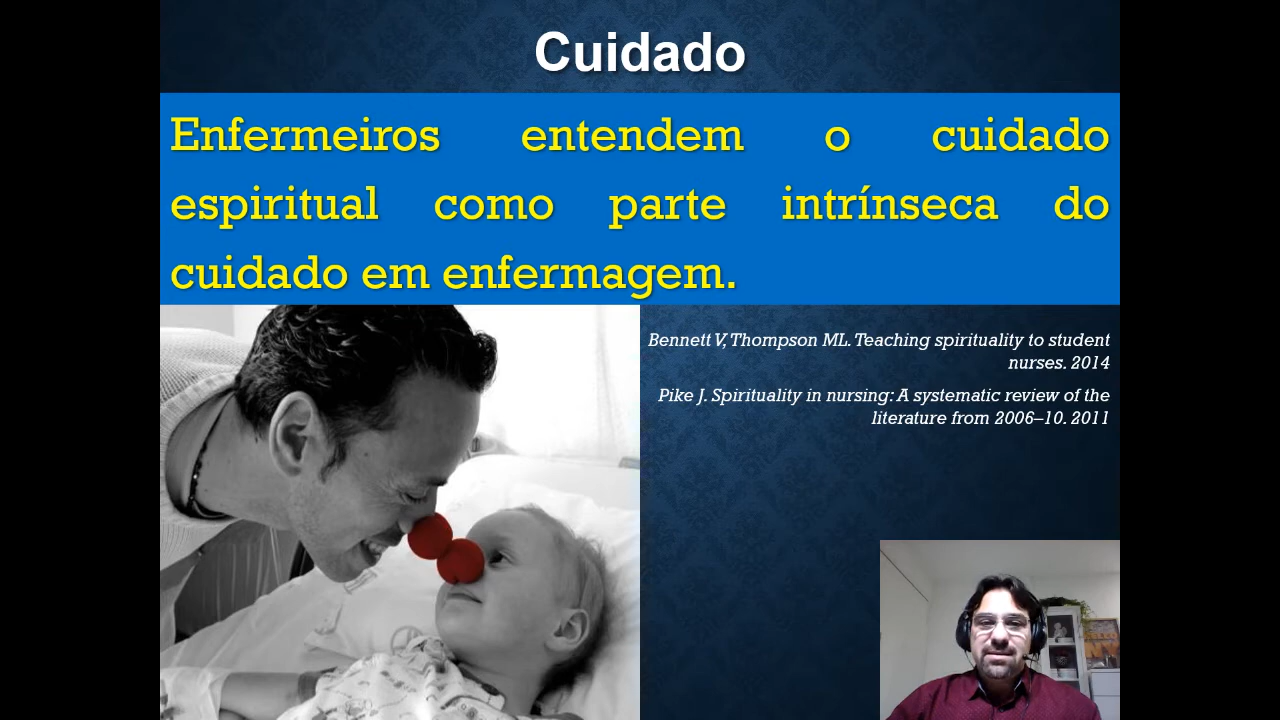 Cuidado
Enfermeiros entendem o cuidado
espiritual como parte intrínseca do
cuidado em enfermagem.
Bennett V, Thompson ML. Teaching spirituality to student
nurses. 2014
Pike J. Spirituality in nursing: A systematic review of the
literature from 2006–10. 2011